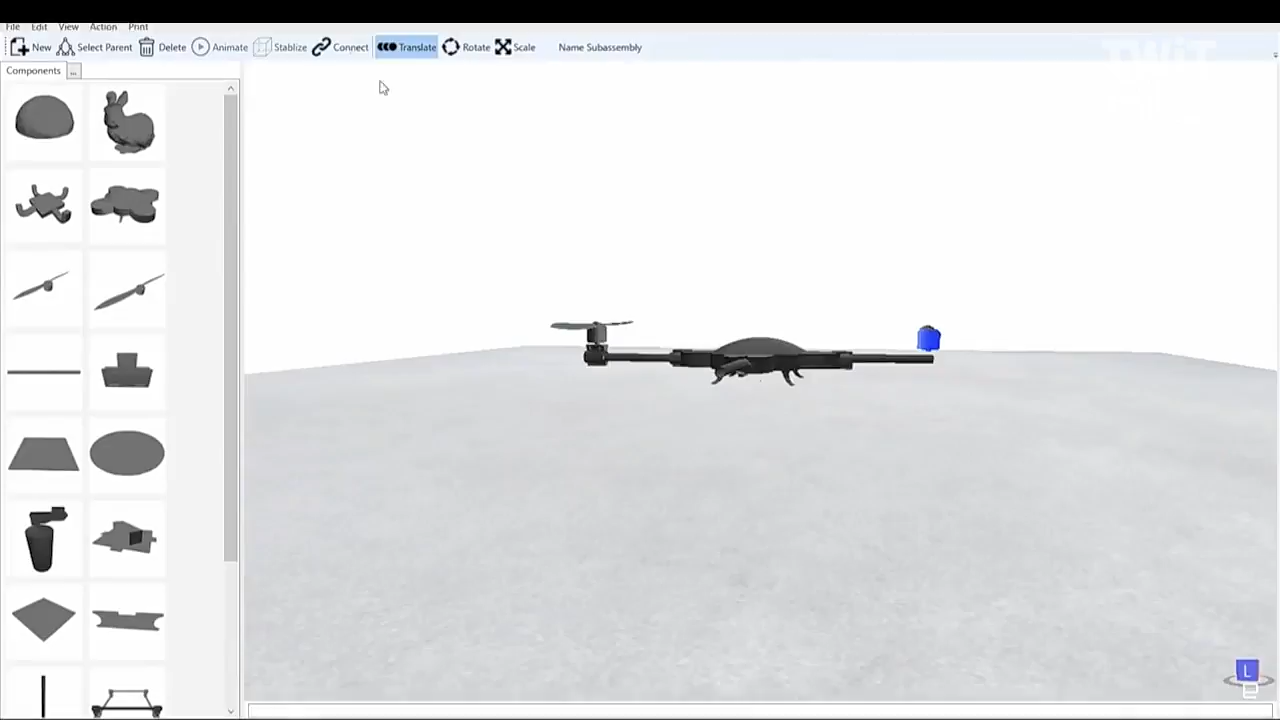 File Edit View Action Print
New Select Parent Delete Animate Stablize Connect Translate Rotate Scale Name Subassembly
Components ...
L